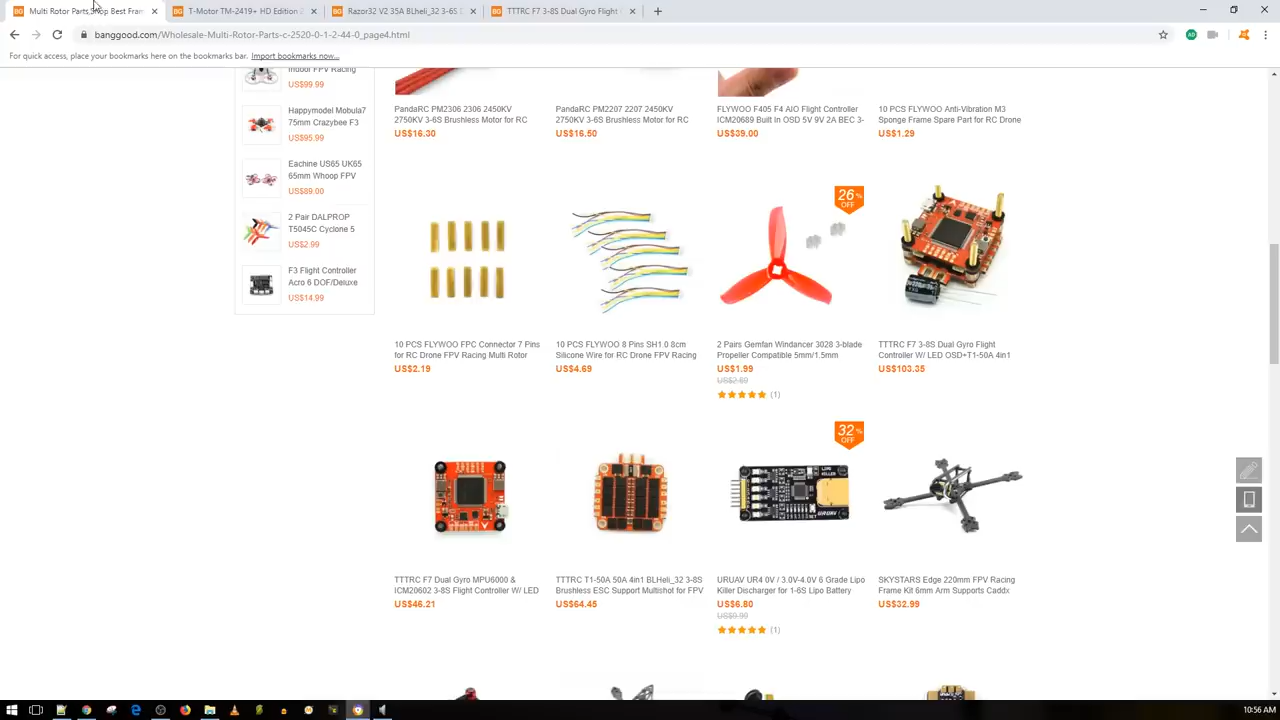 Multi Rotor Parts,Shop Best Fram
T-Motor TM-2419+ HD Edition
Razor32 V2 35A BLheli_32 3-6S
TTTRC F7 3-8S Dual Gyro Flight
banggood.com/Wholesale-Multi-Rotor-Parts-c-2520-0-1-2-44-0_page4.html
For quick access, place your bookmarks here on the bookmarks bar. Import bookmarks now...
Indoor FPV Racing
US$99.99
Happymodel Mobula7
75mm Crazybee F3
US$95.99
Eachine US65 UK65
65mm Whoop FPV
US$89.00
2 Pair DALPROP
T5045C Cyclone 5
US$2.99
F3 Flight Controller
Acro 6 DOF/Deluxe
US$14.99
PandaRC PM2306 2306 2450KV
2750KV 3-6S Brushless Motor for RC
US$16.30
PandaRC PM2207 2207 2450KV
2750KV 3-6S Brushless Motor for RC
US$16.50
FLYWOO F405 F4 AIO Flight Controller
ICM20689 Built In OSD 5V 9V 2A BEC 3-
US$39.00
10 PCS FLYWOO Anti-Vibration M3
Sponge Frame Spare Part for RC Drone
US$1.29
10 PCS FLYWOO FPC Connector 7 Pins
for RC Drone FPV Racing Multi Rotor
US$2.19
10 PCS FLYWOO 8 Pins SH1.0 8cm
Silicone Wire for RC Drone FPV Racing
US$4.69
26%
OFF
2 Pairs Gemfan Windancer 3028 3-blade
Propeller Compatible 5mm/1.5mm
US$1.99
US$2.69
(1)
TTTRC F7 3-8S Dual Gyro Flight
Controller W/ LED OSD+T1-50A 4in1
US$103.35
TTTRC F7 Dual Gyro MPU6000 &
ICM20602 3-8S Flight Controller W/ LED
US$46.21
TTTRC T1-50A 50A 4in1 BLHeli_32 3-8S
Brushless ESC Support Multishot for FPV
US$64.45
32%
OFF
LIPO
KILLER
URUAV
URUAV UR4 0V / 3.0V-4.0V 6 Grade Lipo
Killer Discharger for 1-6S Lipo Battery
US$6.80
US$9.99
(1)
SKYSTARS Edge 220mm FPV Racing
Frame Kit 6mm Arm Supports Caddx
US$32.99
10:56 AM